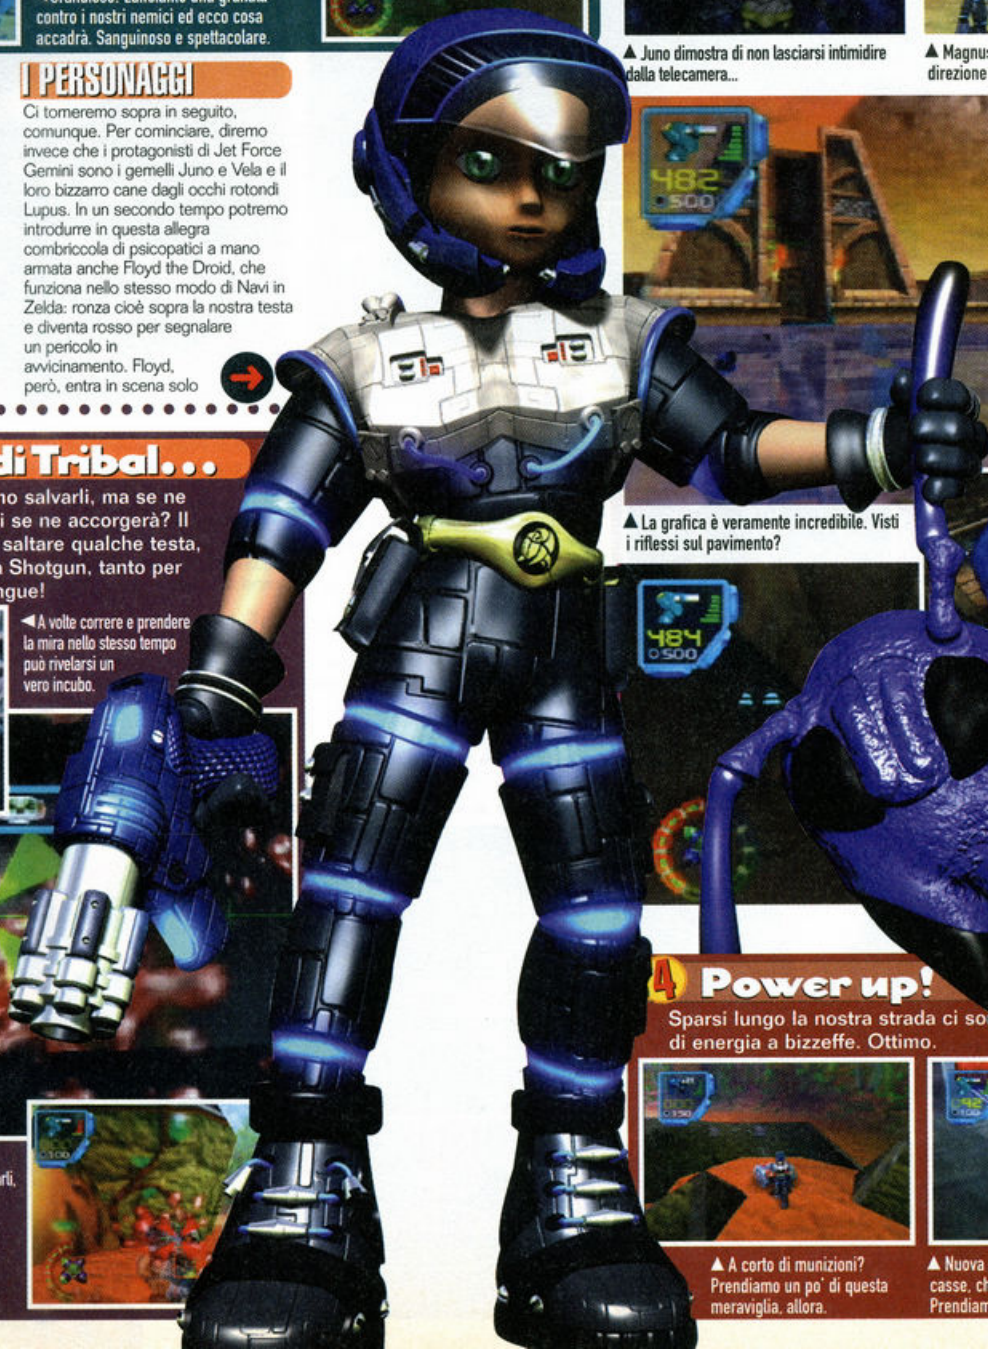 contro i nostri nemici ed ecco cosa
accadrà. Sanguinoso e spettacolare.
I PERSONAGGI
Ci torneremo sopra in seguito,
comunque. Per cominciare, diremo
invece che i protagonisti di Jet Force
Gemini sono i gemelli Juno e Vela e il
loro bizzarro cane dagli occhi rotondi
Lupus. In un secondo tempo potremo
introdurre in questa allegra
combriccola di psicopatici a mano
armata anche Floyd the Droid, che
funziona nello stesso modo di Navi in
Zelda: ronza cioè sopra la nostra testa
e diventa rosso per segnalare
un pericolo in
avvicinamento. Floyd,
però, entra in scena solo
di Tribal...
no salvarli, ma se ne
i se ne accorgerà? Il
saltare qualche testa,
Shotgun, tanto per
ngue!
◄A volte correre e prendere
la mira nello stesso tempo
può rivelarsi un
vero incubo.
rli,
▲ Juno dimostra di non lasciarsi intimidire
dalla telecamera...
▲ Magnus
direzione
482
500
▲ La grafica è veramente incredibile. Visti
i riflessi sul pavimento?
484
500
4 Power up!
Sparsi lungo la nostra strada ci so
di energia a bizzeffe. Ottimo.
▲ A corto di munizioni?
Prendiamo un po' di questa
meraviglia, allora.
▲ Nuova
casse, ch
Prendiam